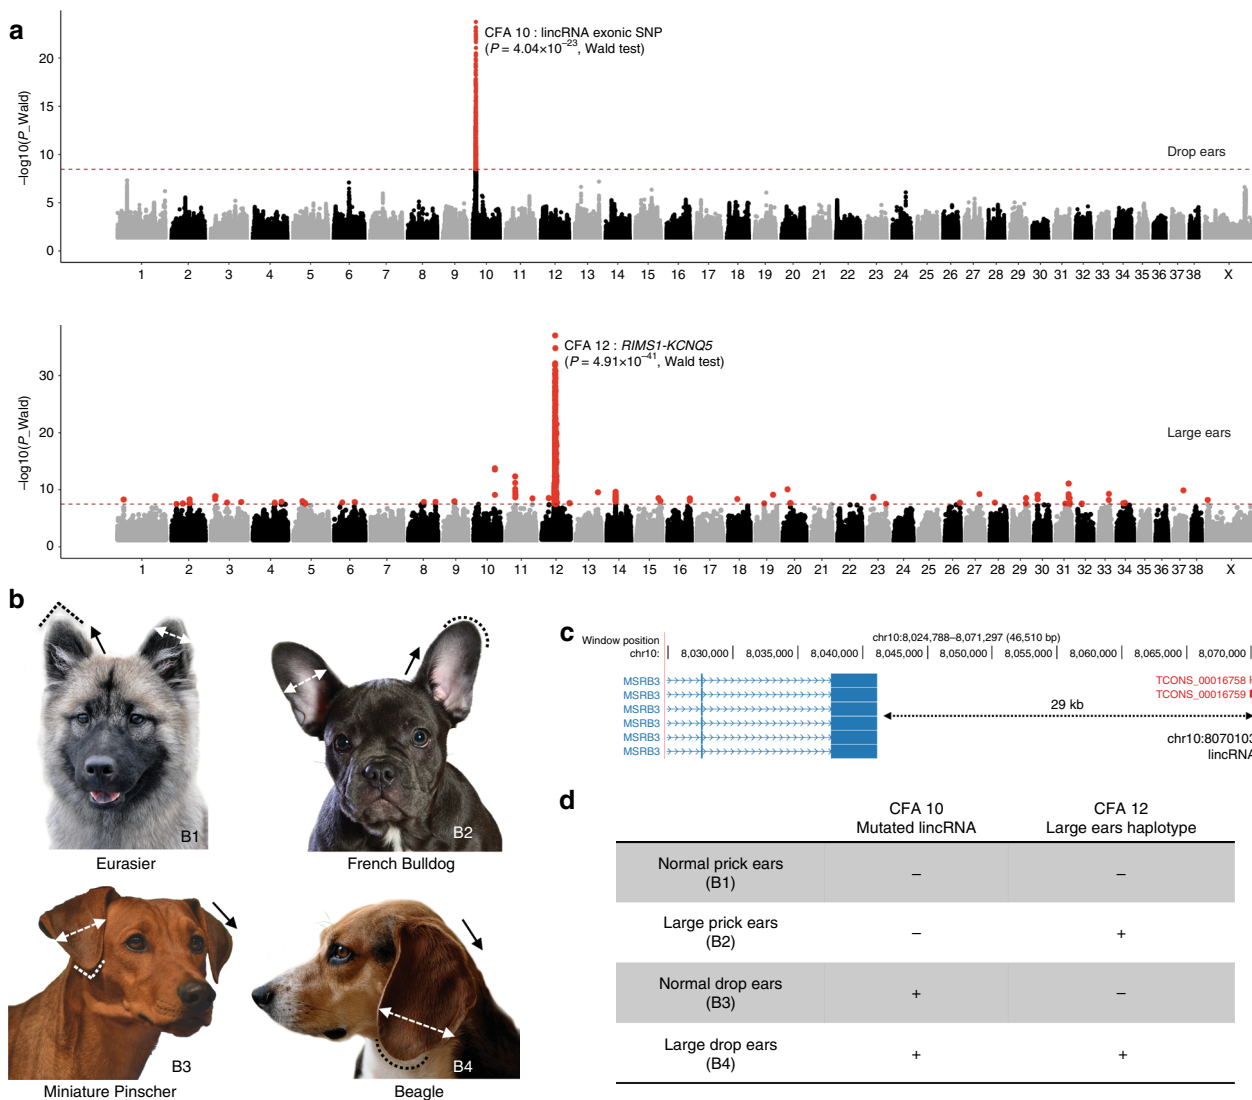 a
CFA 10 : lincRNA exonic SNP
(P = 4.04×10−23, Wald test)
−log10(P_Wald)
20
15
10
5
0
Drop ears
1 2 3 4 5 6 7 8 9 10 11 12 13 14 15 16 17 18 19 20 21 22 23 24 25 26 27 28 29 30 31 32 33 34 35 36 37 38 X
CFA 12 : RIMS1-KCNQ5
(P = 4.91×10−41, Wald test)
−log10(P_Wald)
30
20
10
0
Large ears
1 2 3 4 5 6 7 8 9 10 11 12 13 14 15 16 17 18 19 20 21 22 23 24 25 26 27 28 29 30 31 32 33 34 35 36 37 38 X
b
B1
Eurasier
B2
French Bulldog
B3
Miniature Pinscher
B4
Beagle
c
Window position
chr10:8,024,788–8,071,297 (46,510 bp)
chr10: 8,030,000 8,035,000 8,040,000 8,045,000 8,050,000 8,055,000 8,060,000 8,065,000 8,070,000
MSRB3 TCONS_00016758
MSRB3 TCONS_00016759
MSRB3 29 kb
MSRB3
MSRB3 chr10:8070103
MSRB3 lincRNA
d
CFA 10 CFA 12
Mutated lincRNA Large ears haplotype
Normal prick ears
(B1) – –
Large prick ears
(B2) – +
Normal drop ears
(B3) + –
Large drop ears
(B4) + +